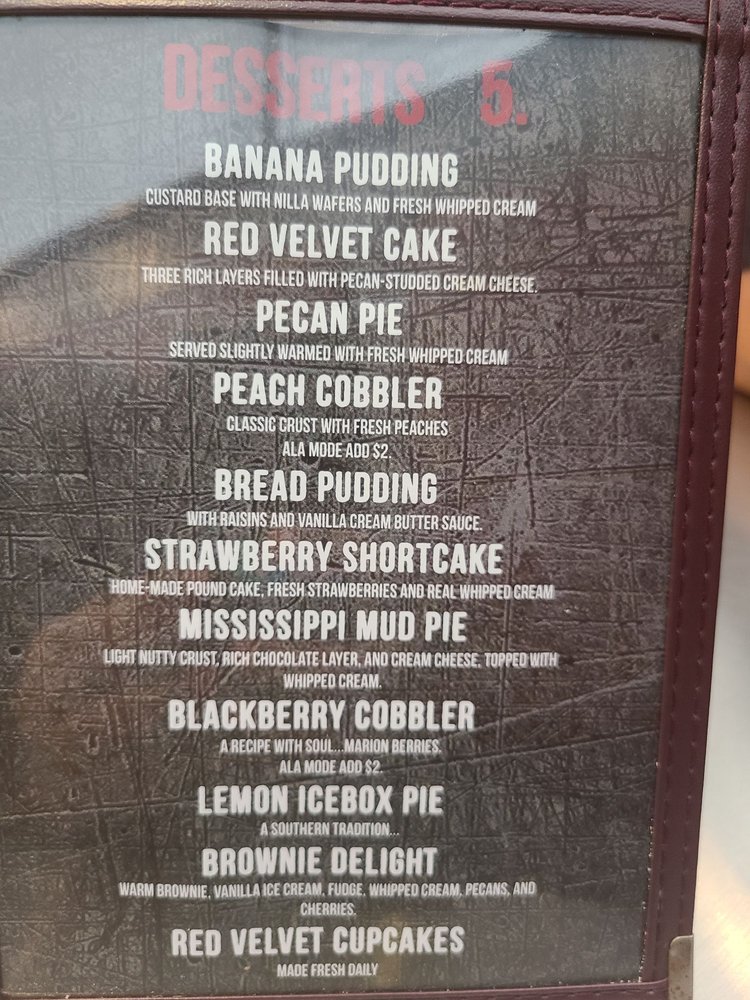 DESSERTS 5.
BANANA PUDDING
CUSTARD BASE WITH NILLA WAFERS AND FRESH WHIPPED CREAM
RED VELVET CAKE
THREE RICH LAYERS FILLED WITH PECAN-STUDDED CREAM CHEESE.
PECAN PIE
SERVED SLIGHTLY WARMED WITH FRESH WHIPPED CREAM
PEACH COBBLER
CLASSIC CRUST WITH FRESH PEACHES
ALA MODE ADD $2.
BREAD PUDDING
WITH RAISINS AND VANILLA CREAM BUTTER SAUCE.
STRAWBERRY SHORTCAKE
HOME-MADE POUND CAKE, FRESH STRAWBERRIES AND REAL WHIPPED CREAM
MISSISSIPPI MUD PIE
LIGHT NUTTY CRUST, RICH CHOCOLATE LAYER, AND CREAM CHEESE, TOPPED WITH
WHIPPED CREAM.
BLACKBERRY COBBLER
A RECIPE WITH SOUL...MARION BERRIES.
ALA MODE ADD $2.
LEMON ICEBOX PIE
A SOUTHERN TRADITION...
BROWNIE DELIGHT
WARM BROWNIE, VANILLA ICE CREAM, FUDGE, WHIPPED CREAM, PECANS, AND
CHERRIES.
RED VELVET CUPCAKES
MADE FRESH DAILY